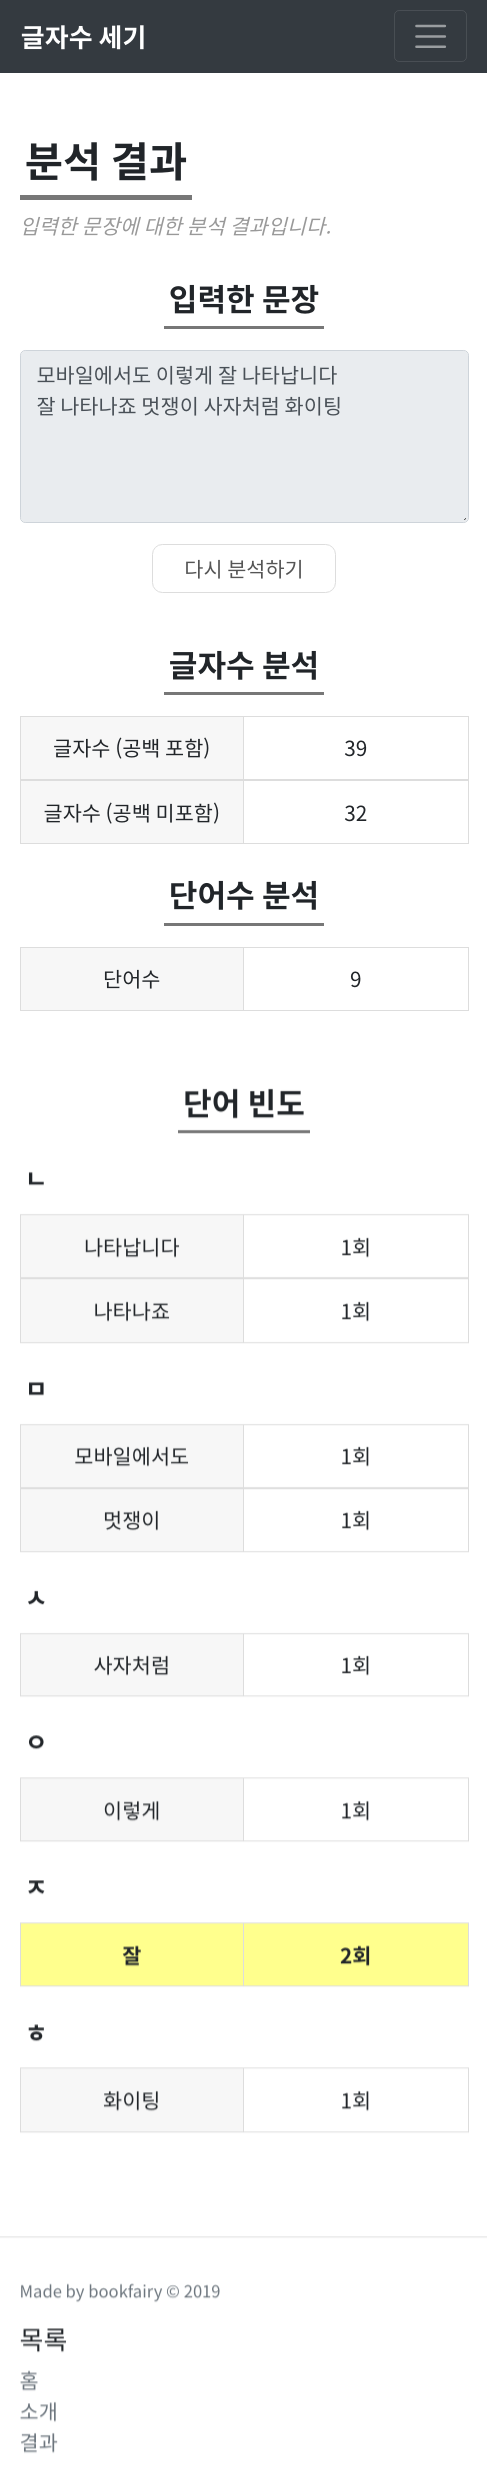 글자수 세기
분석 결과
입력한 문장에 대한 분석 결과입니다.
입력한 문장
모바일에서도 이렇게 잘 나타납니다
잘 나타나죠 멋쟁이 사자처럼 화이팅
다시 분석하기
글자수 분석
글자수 (공백 포함) 39
글자수 (공백 미포함) 32
단어수 분석
단어수 9
단어 빈도
ㄴ
나타납니다 1회
나타나죠 1회
ㅁ
모바일에서도 1회
멋쟁이 1회
ㅅ
사자처럼 1회
ㅇ
이렇게 1회
ㅈ
잘 2회
ㅎ
화이팅 1회
Made by bookfairy © 2019
목록
홈
소개
결과